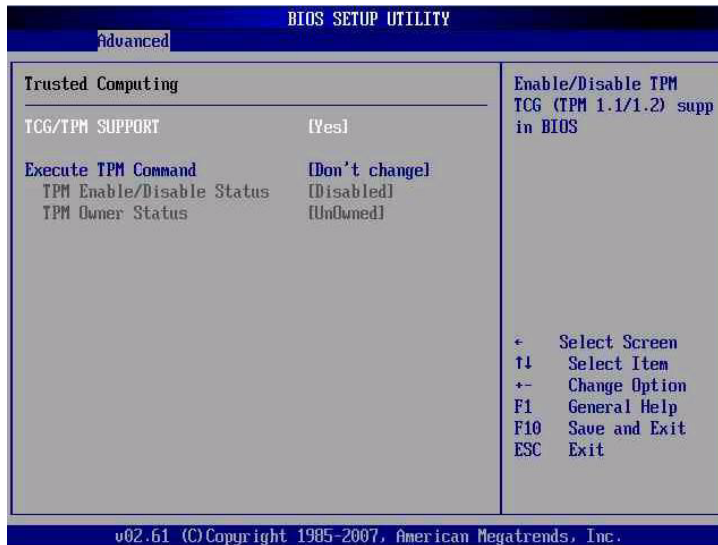 BIOS SETUP UTILITY
Advanced
Trusted Computing
TCG/TPM SUPPORT [Yes]
Execute TPM Command [Don't change]
TPM Enable/Disable Status [Disabled]
TPM Owner Status [UnOwned]
Enable/Disable TPM
TCG (TPM 1.1/1.2) supp
in BIOS
← Select Screen
↑↓ Select Item
+- Change Option
F1 General Help
F10 Save and Exit
ESC Exit
v02.61 (C)Copyright 1985-2007, American Megatrends, Inc.